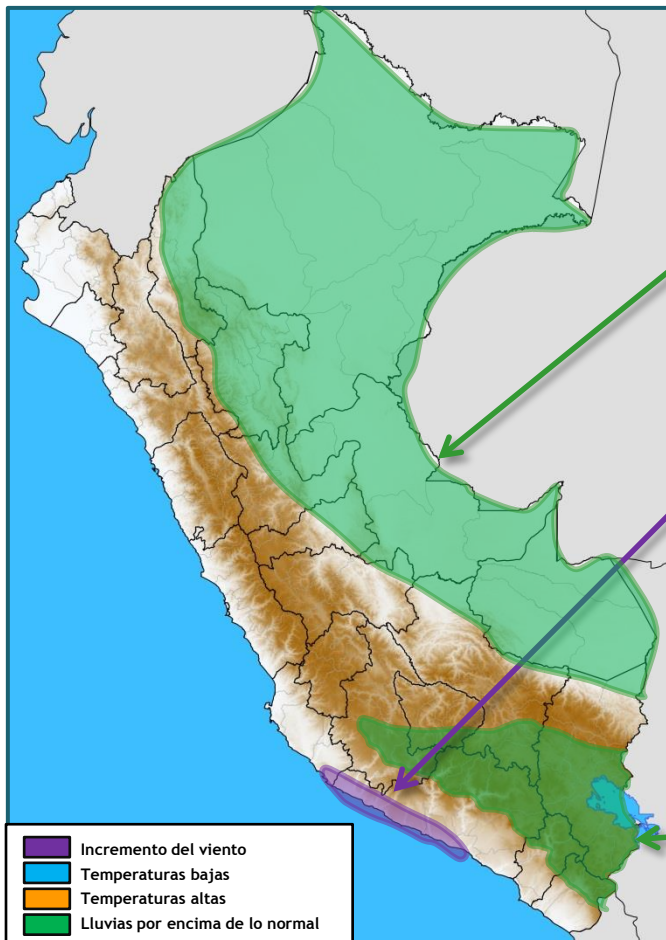 Incremento del viento
Temperaturas bajas
Temperaturas altas
Lluvias por encima de lo normal